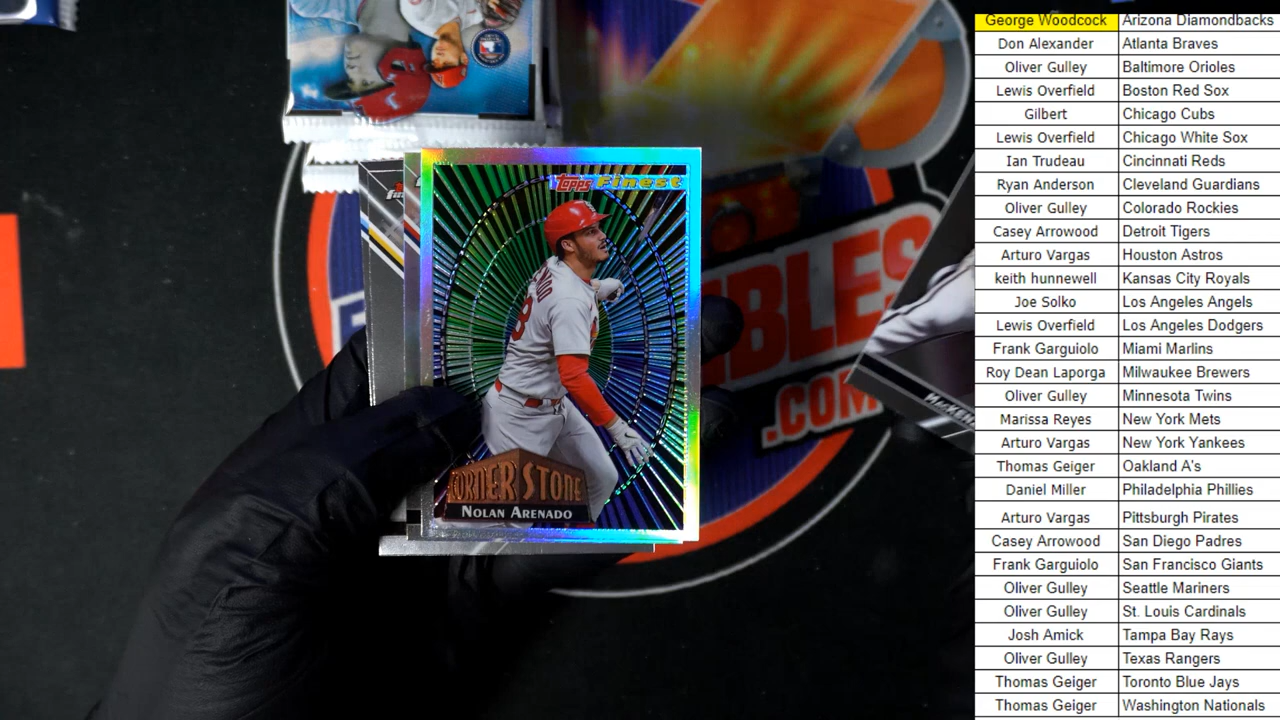 Topps Finest
CORNER STONE
NOLAN ARENADO
BLES
.COM
George Woodcock Arizona Diamondbacks
Don Alexander Atlanta Braves
Oliver Gulley Baltimore Orioles
Lewis Overfield Boston Red Sox
Gilbert Chicago Cubs
Lewis Overfield Chicago White Sox
Ian Trudeau Cincinnati Reds
Ryan Anderson Cleveland Guardians
Oliver Gulley Colorado Rockies
Casey Arrowood Detroit Tigers
Arturo Vargas Houston Astros
keith hunnewell Kansas City Royals
Joe Solko Los Angeles Angels
Lewis Overfield Los Angeles Dodgers
Frank Garguiolo Miami Marlins
Roy Dean Laporga Milwaukee Brewers
Oliver Gulley Minnesota Twins
Marissa Reyes New York Mets
Arturo Vargas New York Yankees
Thomas Geiger Oakland A's
Daniel Miller Philadelphia Phillies
Arturo Vargas Pittsburgh Pirates
Casey Arrowood San Diego Padres
Frank Garguiolo San Francisco Giants
Oliver Gulley Seattle Mariners
Oliver Gulley St. Louis Cardinals
Josh Amick Tampa Bay Rays
Oliver Gulley Texas Rangers
Thomas Geiger Toronto Blue Jays
Thomas Geiger Washington Nationals